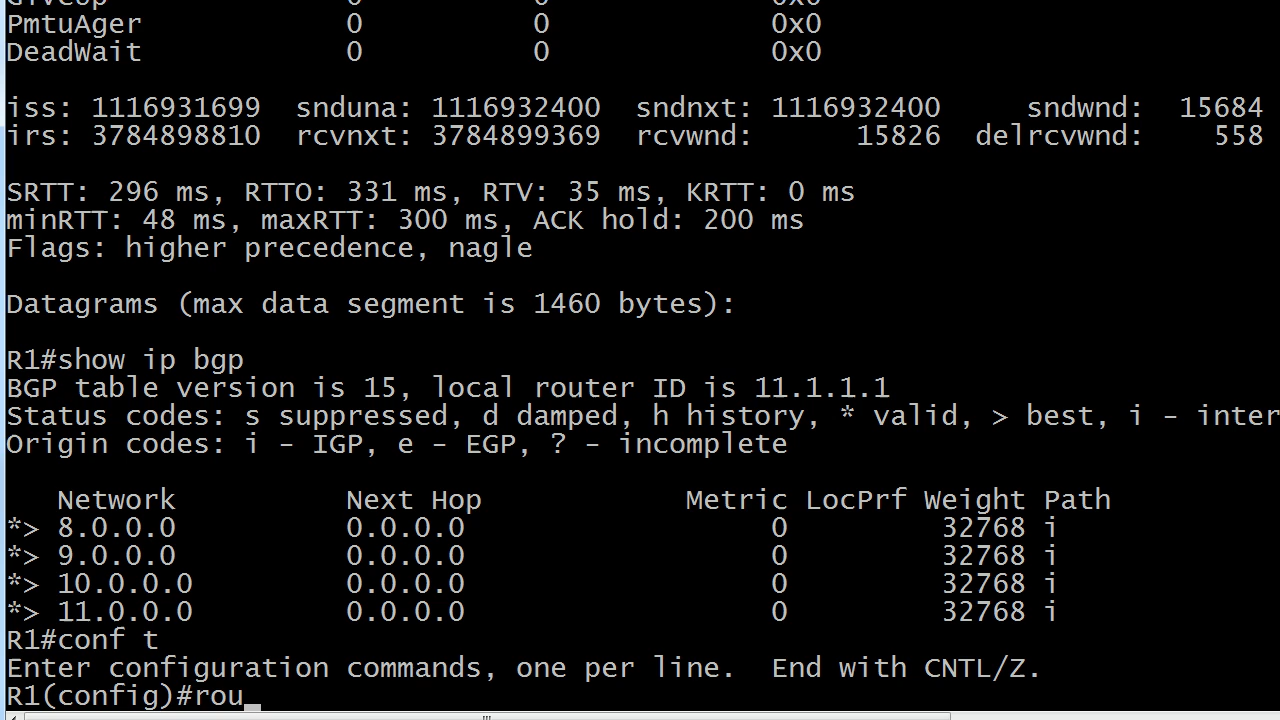 PmtuAger 0 0 0x0
DeadWait 0 0 0x0
iss: 1116931699 snduna: 1116932400 sndnxt: 1116932400 sndwnd: 15684
irs: 3784898810 rcvnxt: 3784899369 rcvwnd: 15826 delrcvwnd: 558
SRTT: 296 ms, RTTO: 331 ms, RTV: 35 ms, KRTT: 0 ms
minRTT: 48 ms, maxRTT: 300 ms, ACK hold: 200 ms
Flags: higher precedence, nagle
Datagrams (max data segment is 1460 bytes):
R1#show ip bgp
BGP table version is 15, local router ID is 11.1.1.1
Status codes: s suppressed, d damped, h history, * valid, > best, i - inter
Origin codes: i - IGP, e - EGP, ? - incomplete
Network Next Hop Metric LocPrf Weight Path
*> 8.0.0.0 0.0.0.0 0 32768 i
*> 9.0.0.0 0.0.0.0 0 32768 i
*> 10.0.0.0 0.0.0.0 0 32768 i
*> 11.0.0.0 0.0.0.0 0 32768 i
R1#conf t
Enter configuration commands, one per line. End with CNTL/Z.
R1(config)#rou